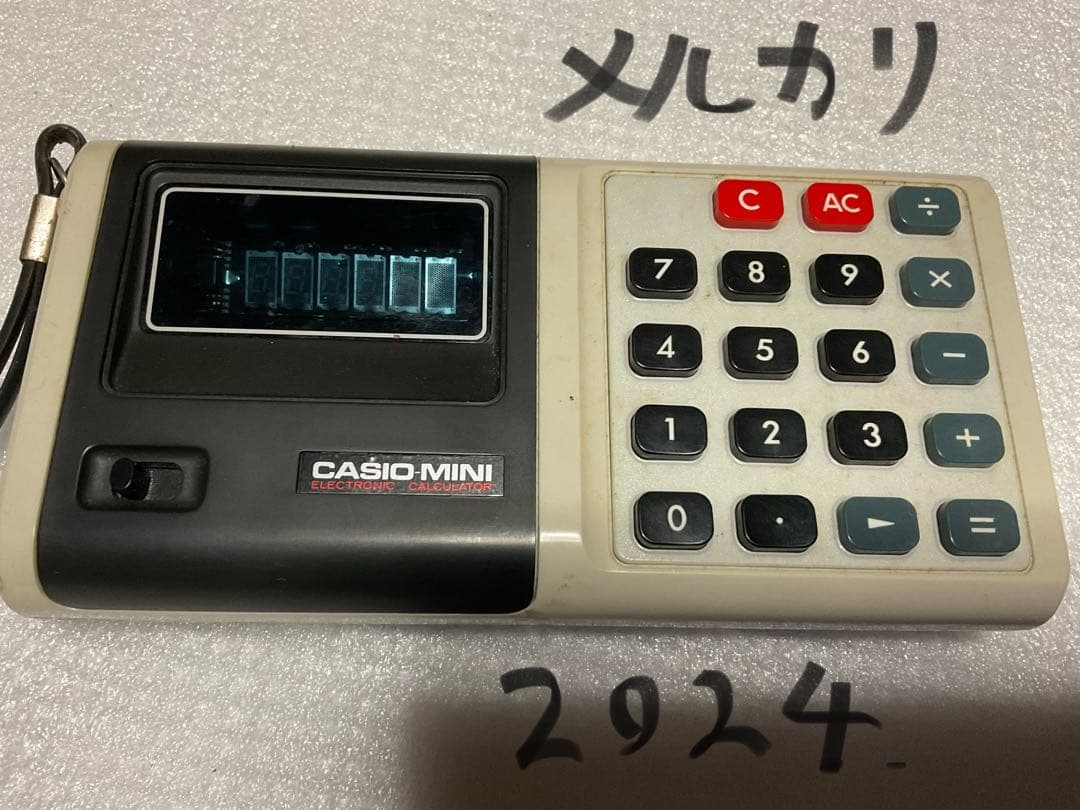 メルカリ
C AC ÷
7 8 9 ×
4 5 6 −
1 2 3 +
0 . ► =
CASIO-MINI
ELECTRONIC CALCULATOR
2024